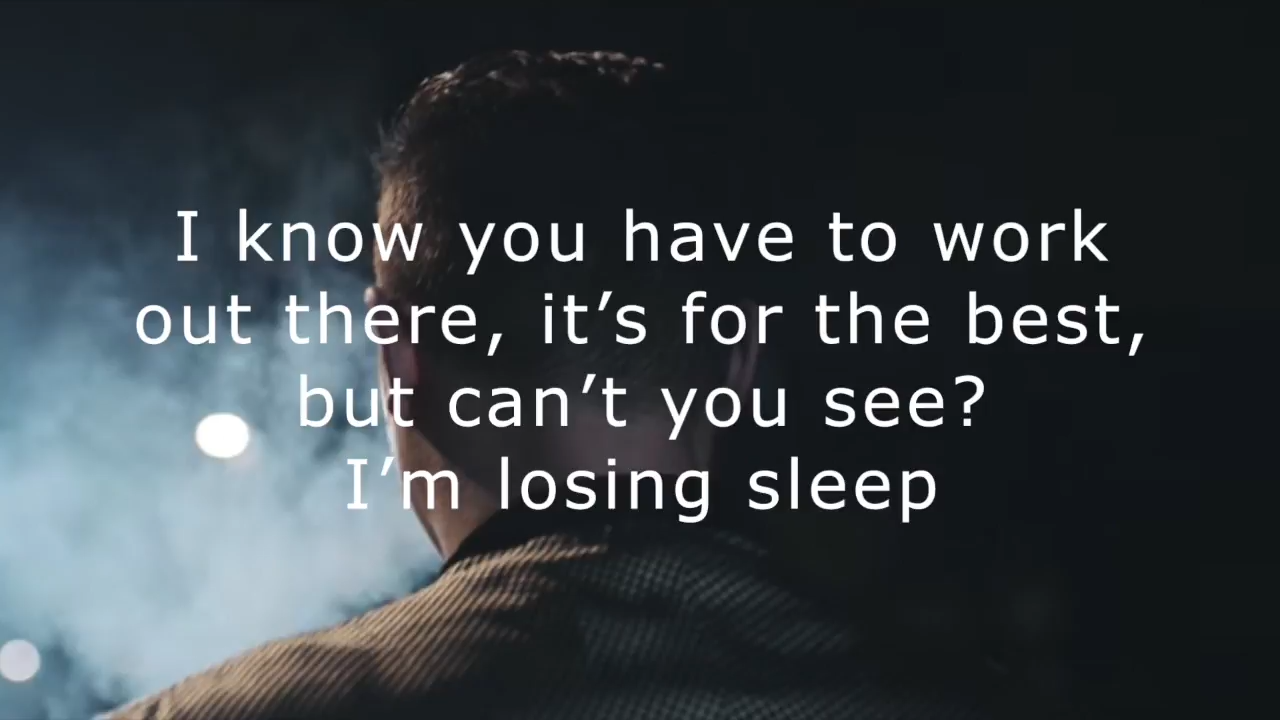 I know you have to work
out there, it’s for the best,
but can’t you see?
I’m losing sleep